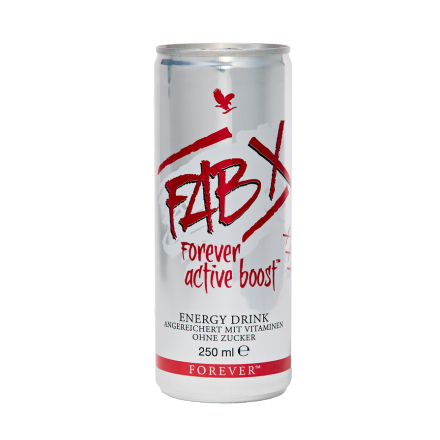 FAB X
Forever
active boost™
ENERGY DRINK
ANGEREICHERT MIT VITAMINEN
OHNE ZUCKER
250 ml ℮
FOREVER™